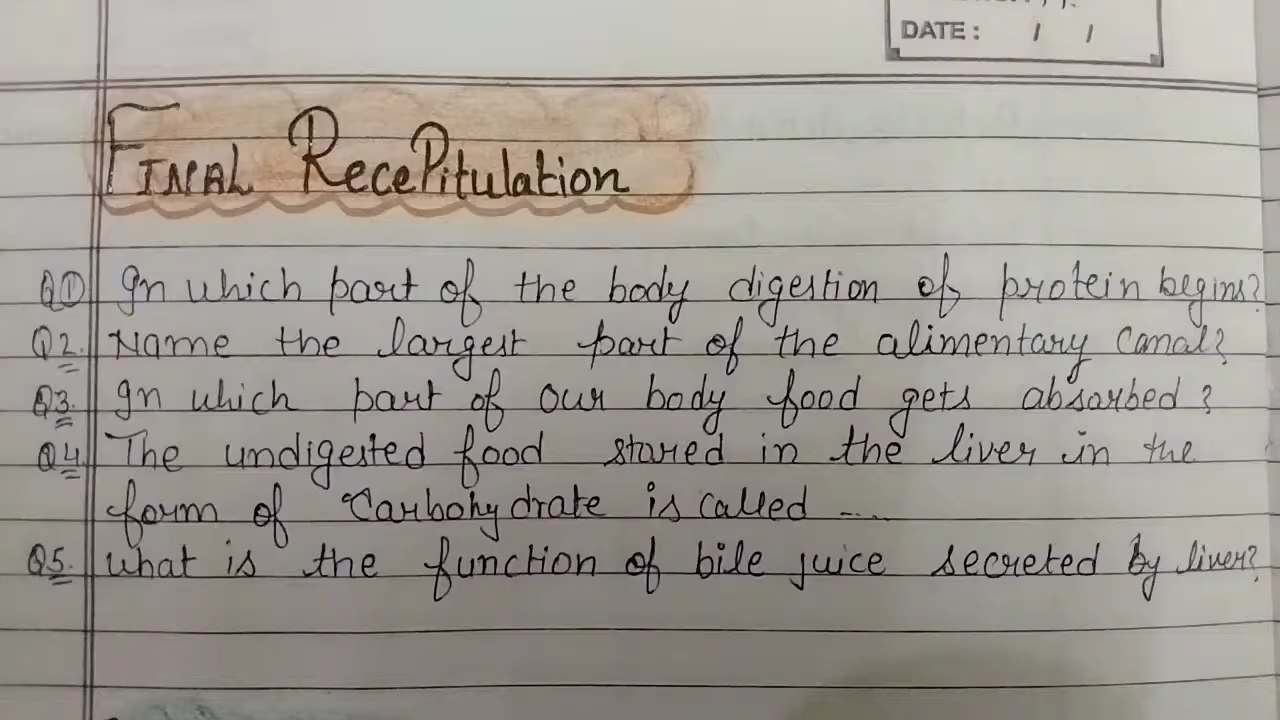 DATE : / /
FINAL RecePitulation
Q1 In which part of the body digestion of protein begins?
Q2. Name the largest part of the alimentary canal?
Q3. In which part of our body food gets absorbed?
Q4 The undigested food stored in the liver in the
form of Carbohydrate is called ....
Q5. What is the function of bile juice secreted by liver?